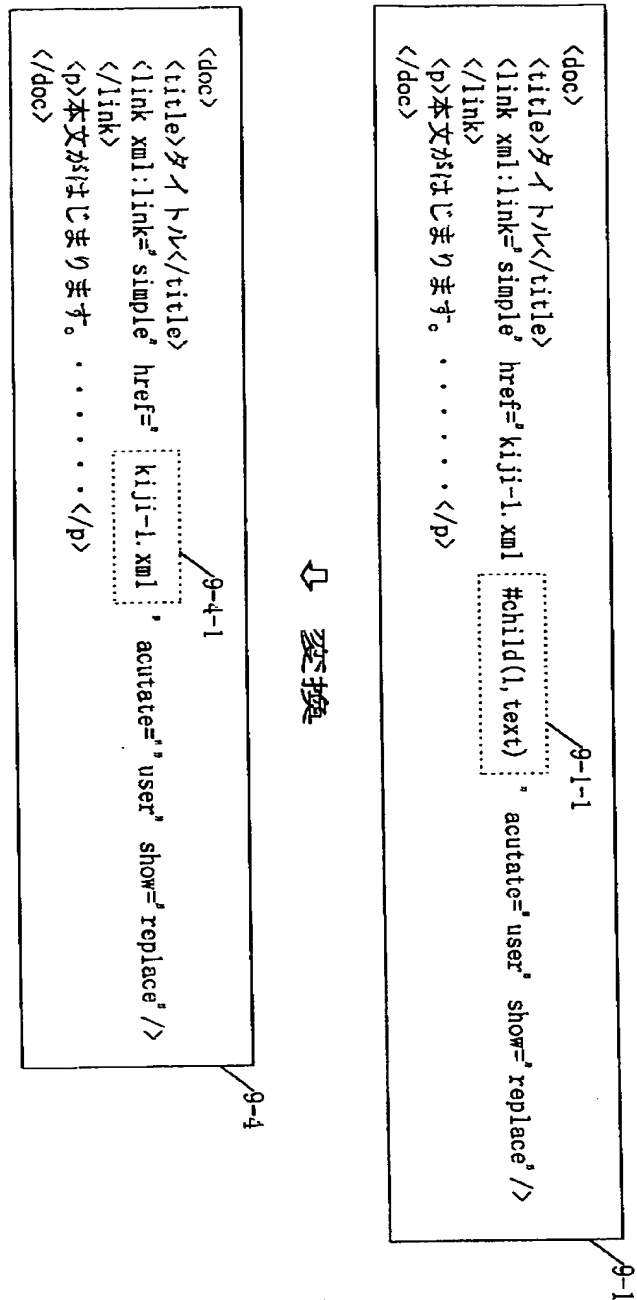 <doc>
<title>タイトル</title>
<link xml:link="simple" href="kiji-1.xml #child(1,text) " acutate="user" show="replace"/>
</link>
<p>本文がはじまります。・・・・・・・</p>
</doc>
9-1-1
9-1
⇩ 変換
<doc>
<title>タイトル</title>
<link xml:link="simple" href=" kiji-1.xml " acutate=""user" show="replace"/>
</link>
<p>本文がはじまります。・・・・・・・</p>
</doc>
9-4-1
9-4